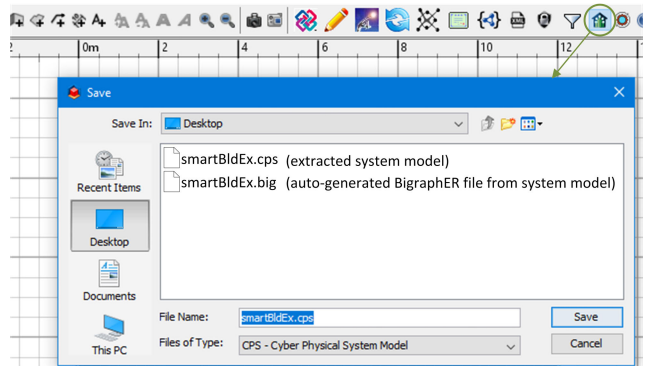 2 0m 2 4 6 8 10 12
Save
Save In: Desktop
smartBldEx.cps (extracted system model)
smartBldEx.big (auto-generated BigraphER file from system model)
Recent Items
Desktop
Documents
This PC
File Name: smartBldEx.cps Save
Files of Type: CPS - Cyber Physical System Model Cancel